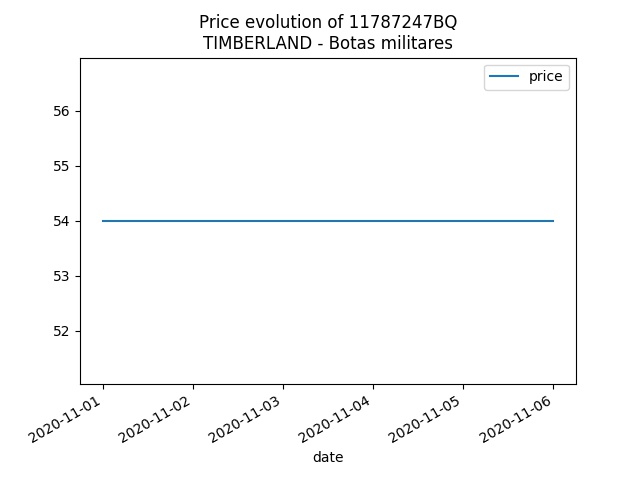 Price evolution of 11787247BQ
TIMBERLAND - Botas militares
price
56
55
54
53
52
2020-11-01
2020-11-02
2020-11-03
2020-11-04
2020-11-05
2020-11-06
date